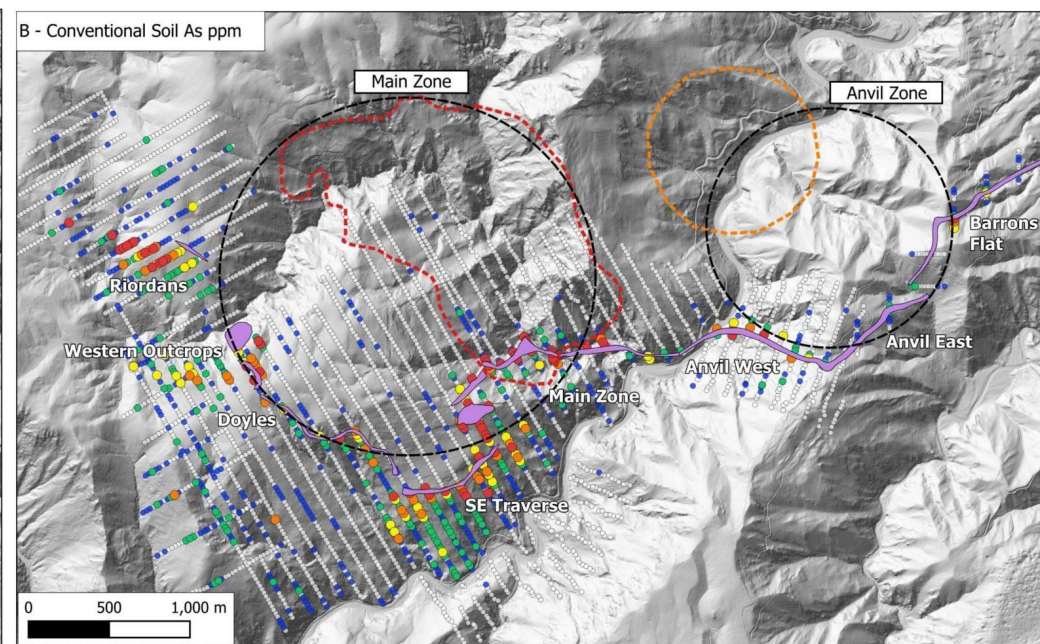 B - Conventional Soil As ppm
Main Zone
Anvil Zone
Barrons
Flat
Riordans
Western Outcrops
Anvil East
Anvil West
Doyles
Main Zone
SE Traverse
0 500 1,000 m